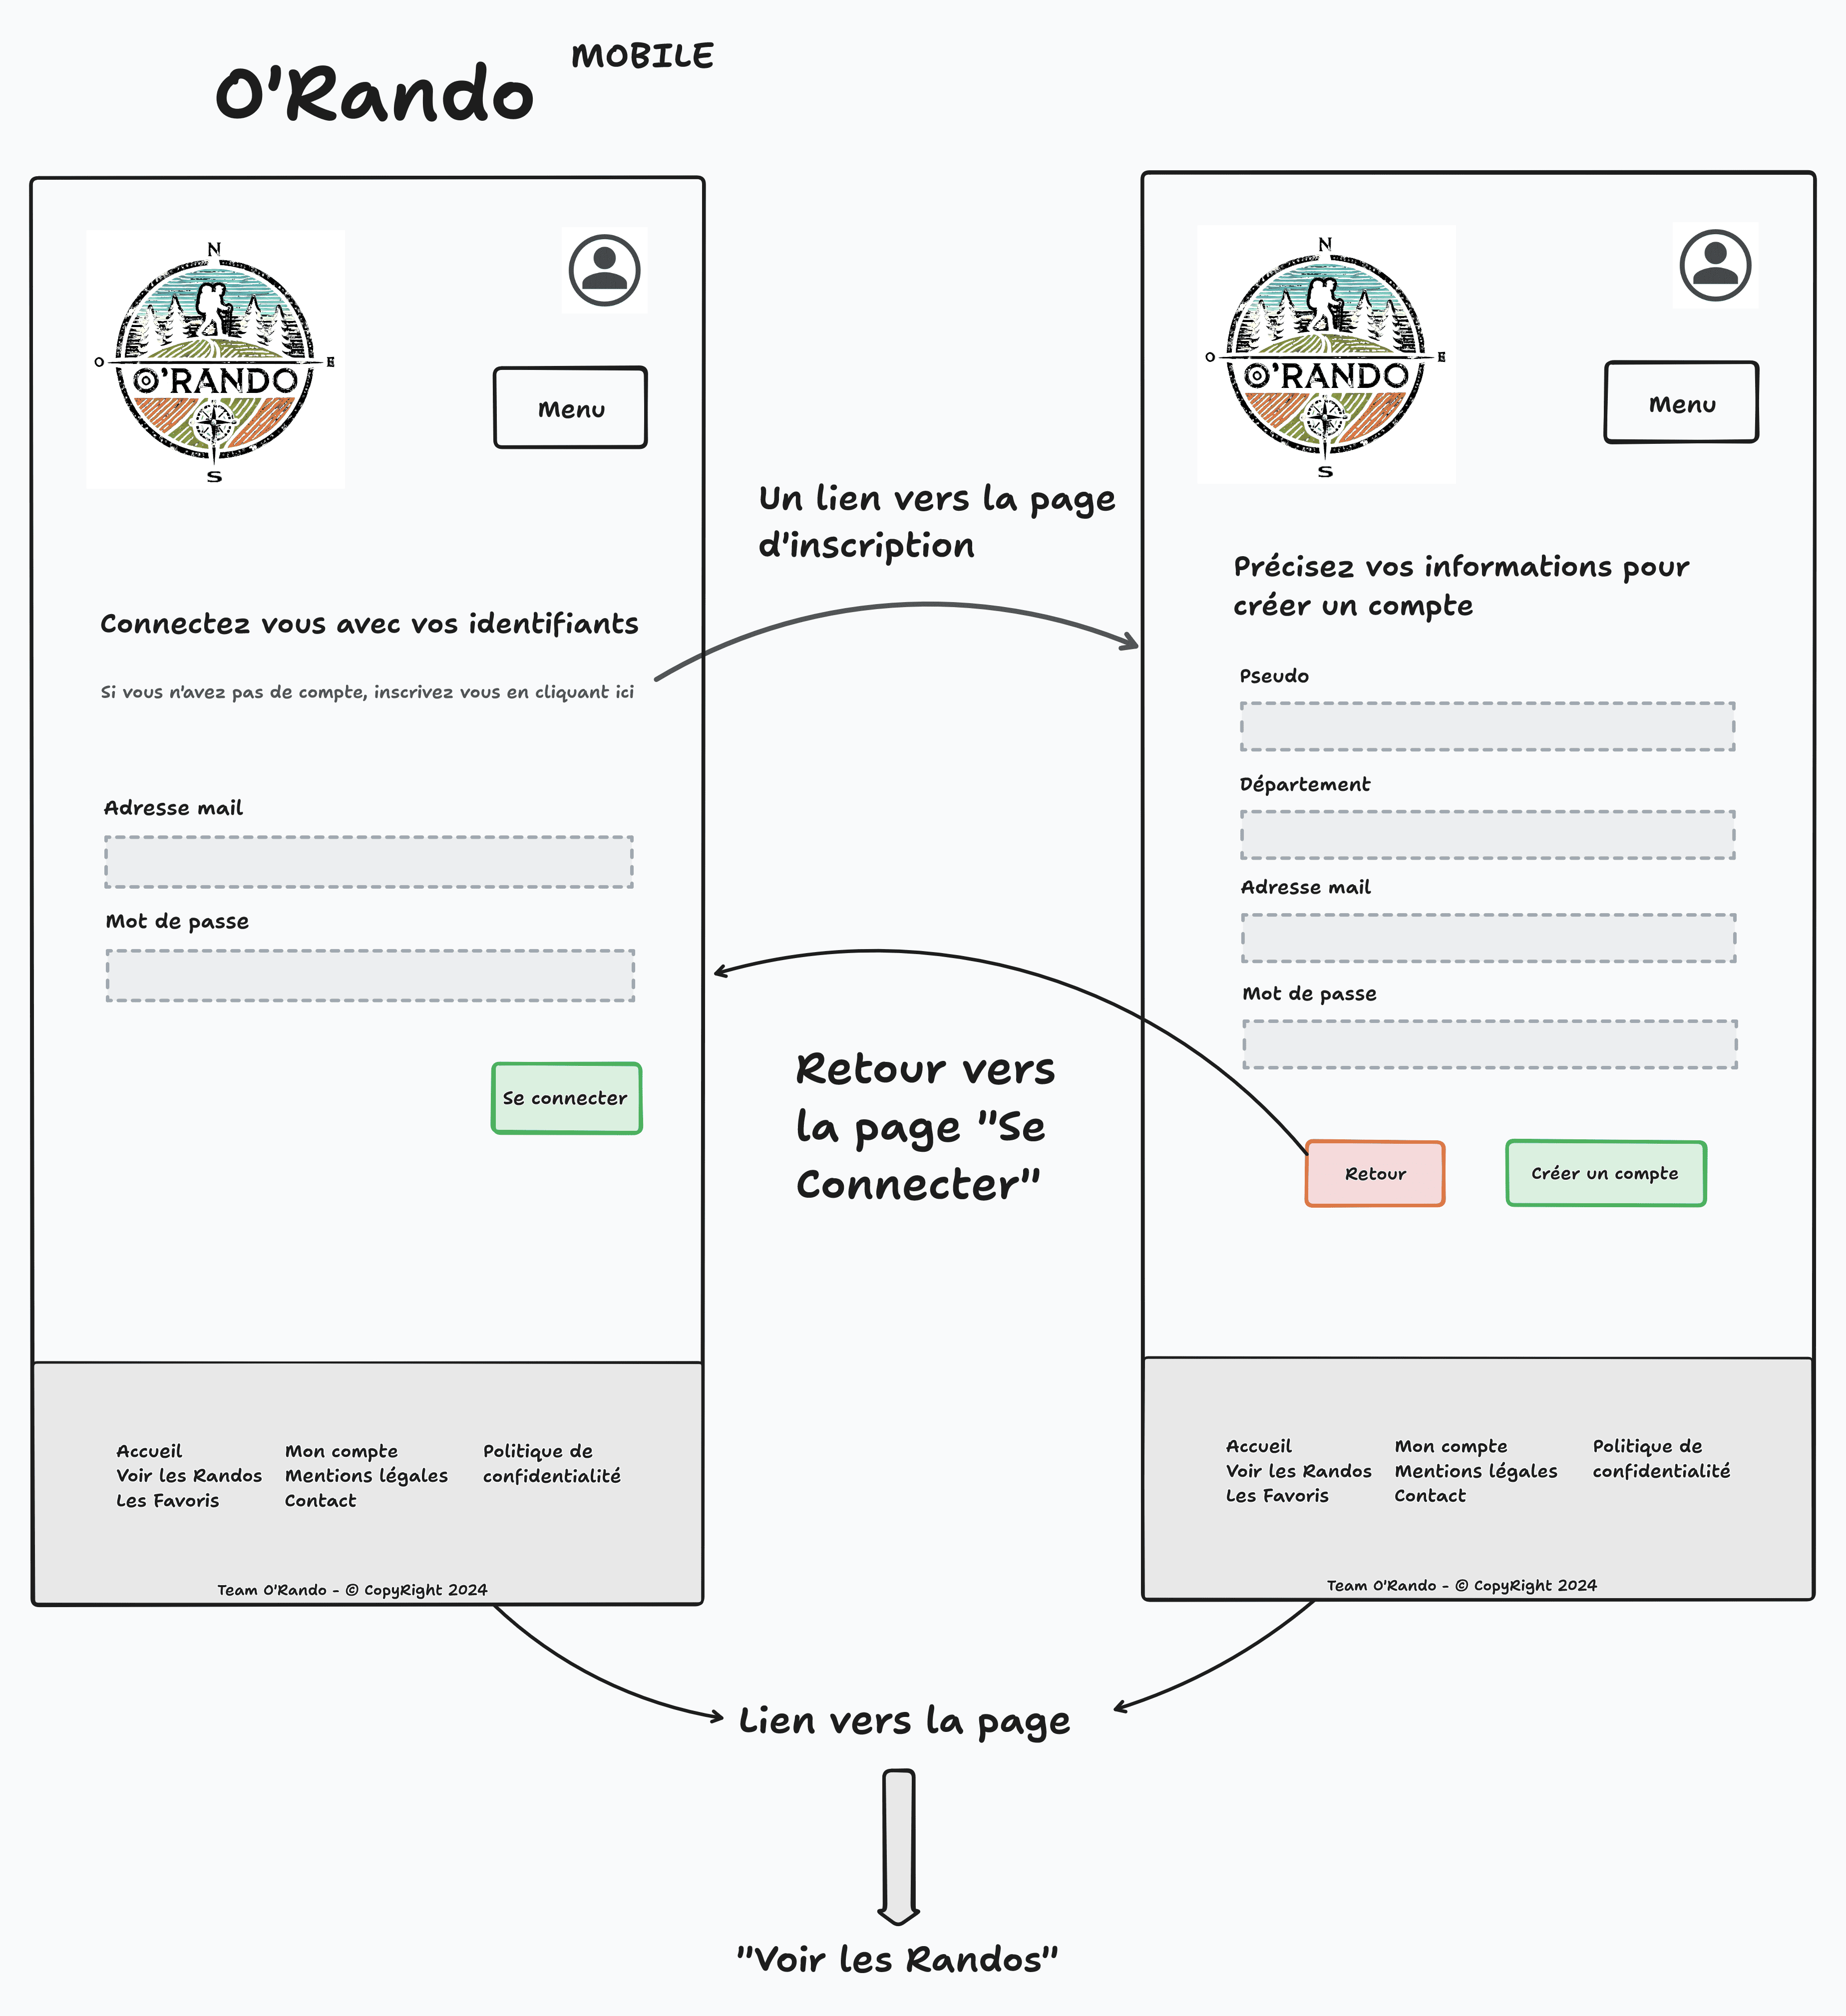 O'Rando
MOBILE
N
O
E
O'RANDO
S
Menu
Connectez vous avec vos identifiants
Si vous n'avez pas de compte, inscrivez vous en cliquant ici
Adresse mail
Mot de passe
Se connecter
Accueil
Voir les Randos
Les Favoris
Mon compte
Mentions légales
Contact
Politique de
confidentialité
Team O'Rando - © CopyRight 2024
Un lien vers la page
d'inscription
Retour vers
la page "Se
Connecter"
N
O
E
O'RANDO
S
Menu
Précisez vos informations pour
créer un compte
Pseudo
Département
Adresse mail
Mot de passe
Retour
Créer un compte
Accueil
Voir les Randos
Les Favoris
Mon compte
Mentions légales
Contact
Politique de
confidentialité
Team O'Rando - © CopyRight 2024
Lien vers la page
"Voir les Randos"